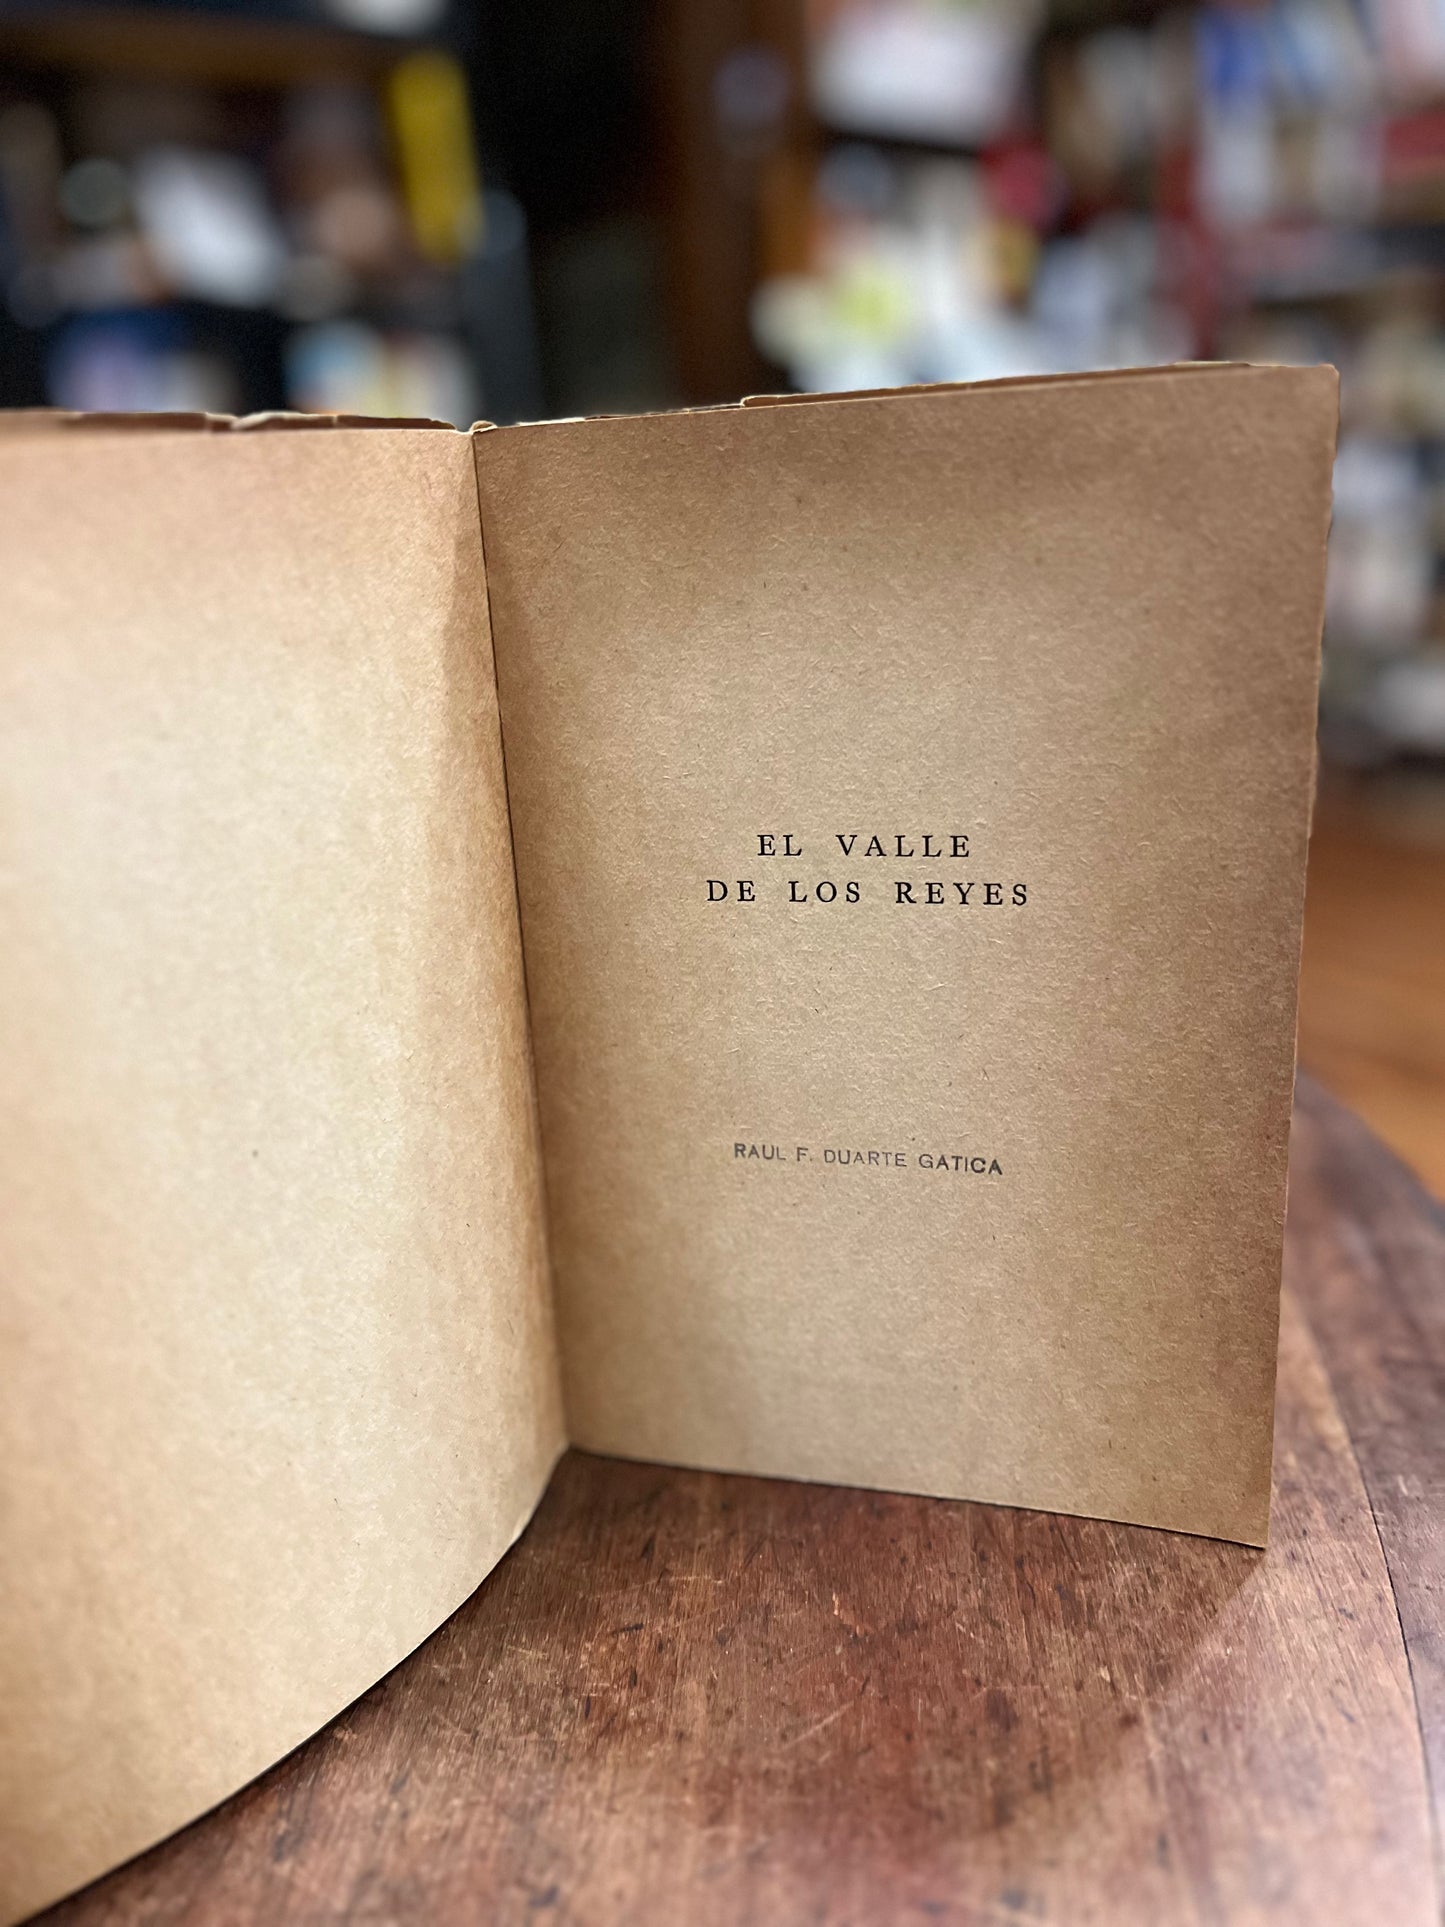 EL VALLE
DE LOS REYES
RAUL F. DUARTE GATICA